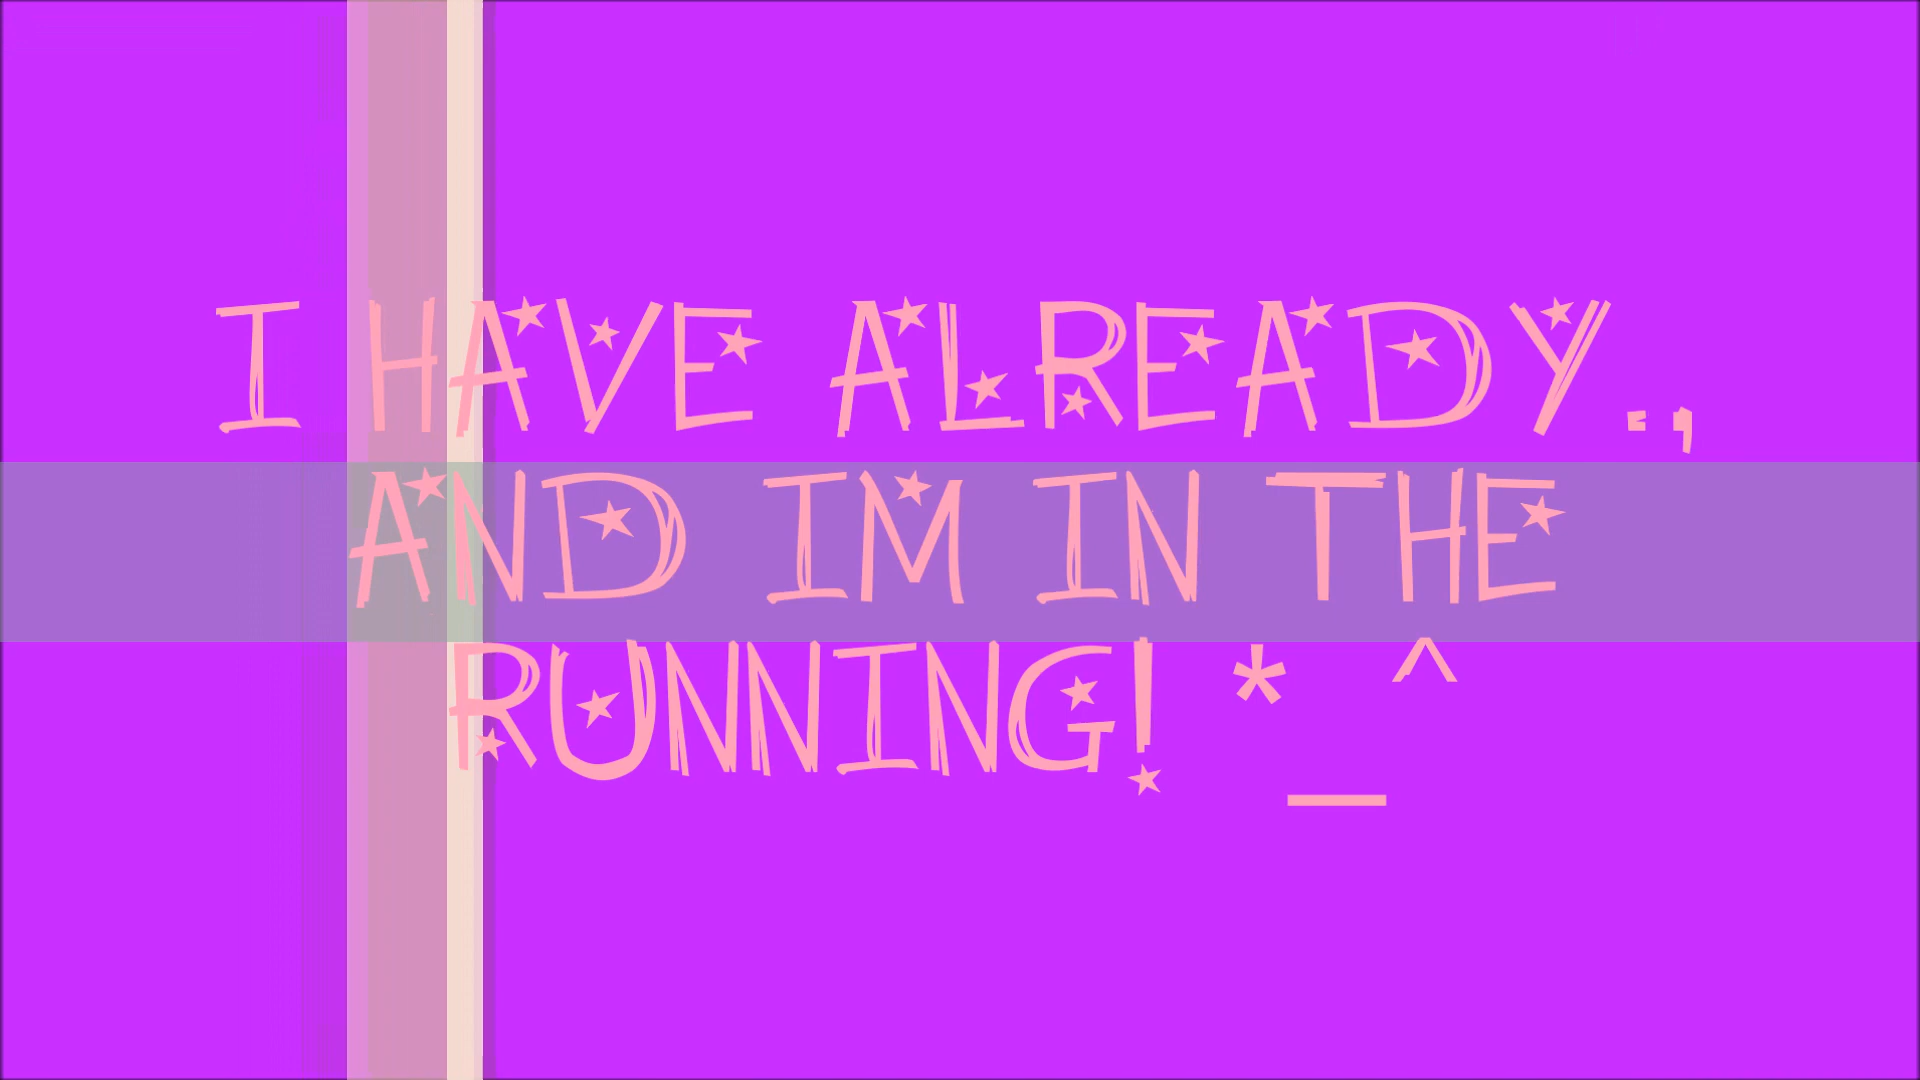 I HAVE ALREADY.,
AND IM IN THE
RUNNING! *_^